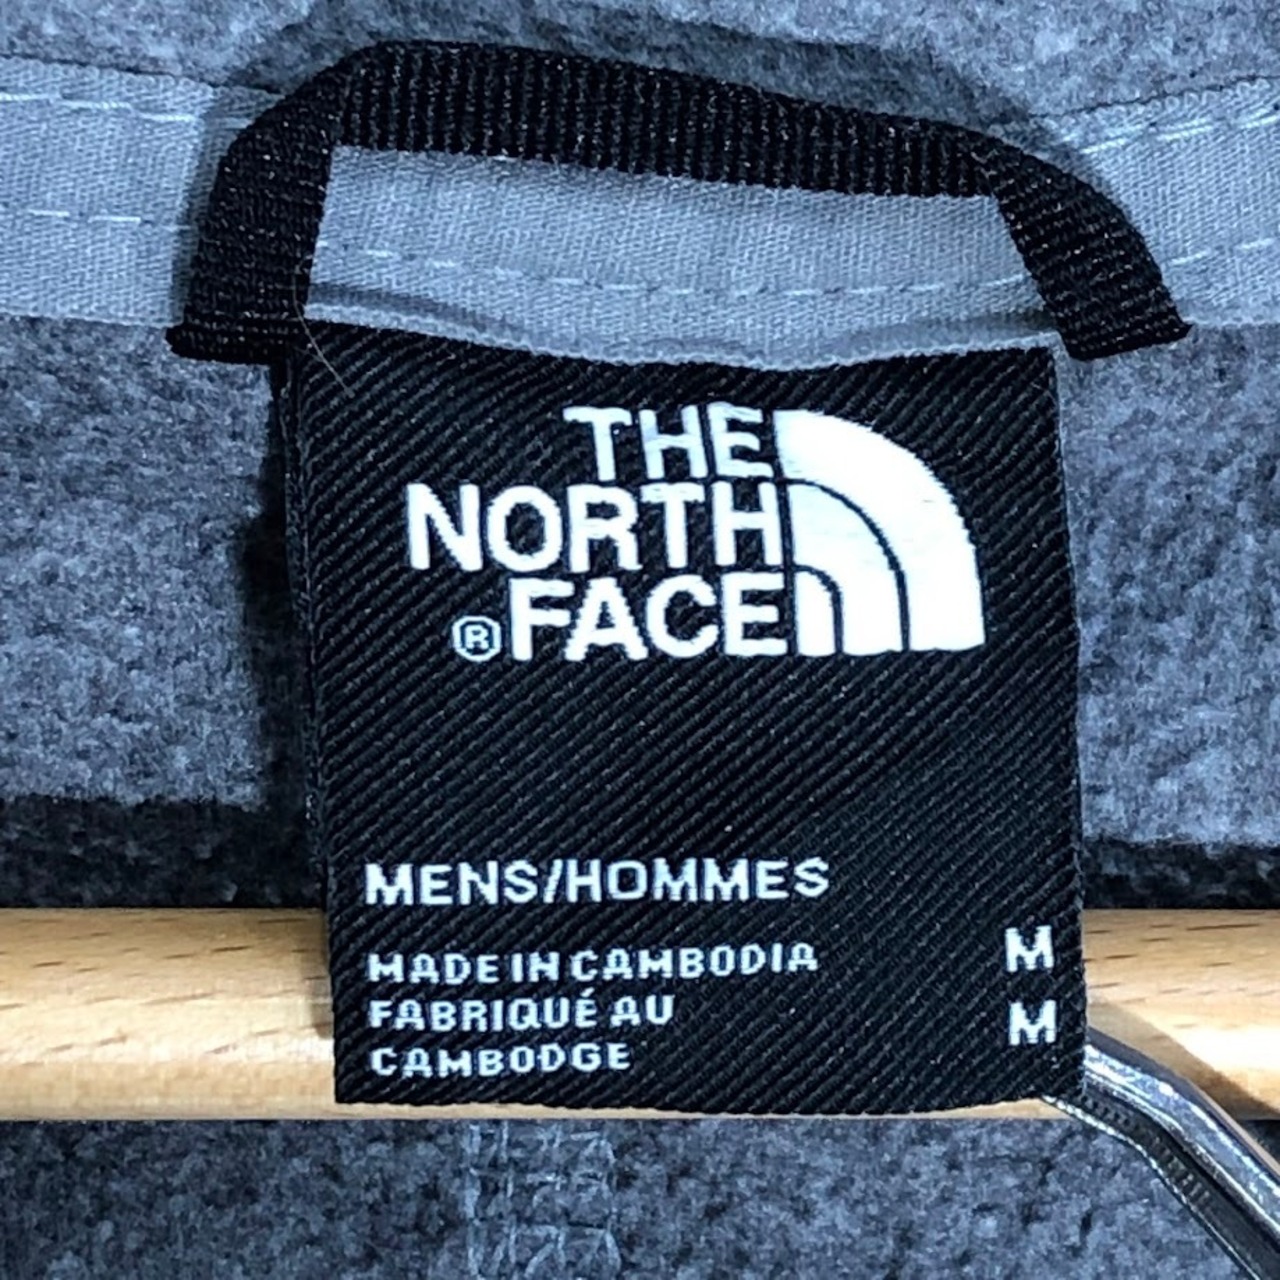 THE
NORTH
®FACE
MENS/HOMMES
MADE IN CAMBODIA M
FABRIQUÉ AU M
CAMBODGE